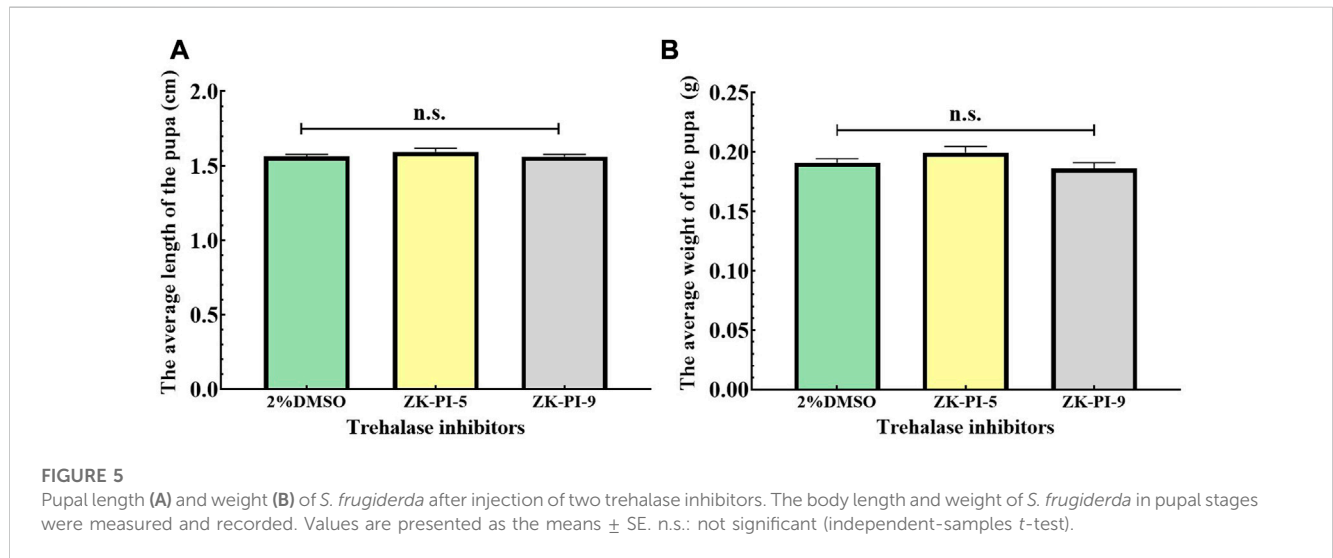 A
The average length of the pupa (cm)
2.0
1.5
1.0
0.5
0.0
n.s.
2%DMSO ZK-PI-5 ZK-PI-9
Trehalase inhibitors
B
The average weight of the pupa (g)
0.25
0.20
0.15
0.10
0.05
0.00
n.s.
2%DMSO ZK-PI-5 ZK-PI-9
Trehalase inhibitors
FIGURE 5
Pupal length (A) and weight (B) of S. frugiderda after injection of two trehalase inhibitors. The body length and weight of S. frugiderda in pupal stages
were measured and recorded. Values are presented as the means ± SE. n.s.: not significant (independent-samples t-test).